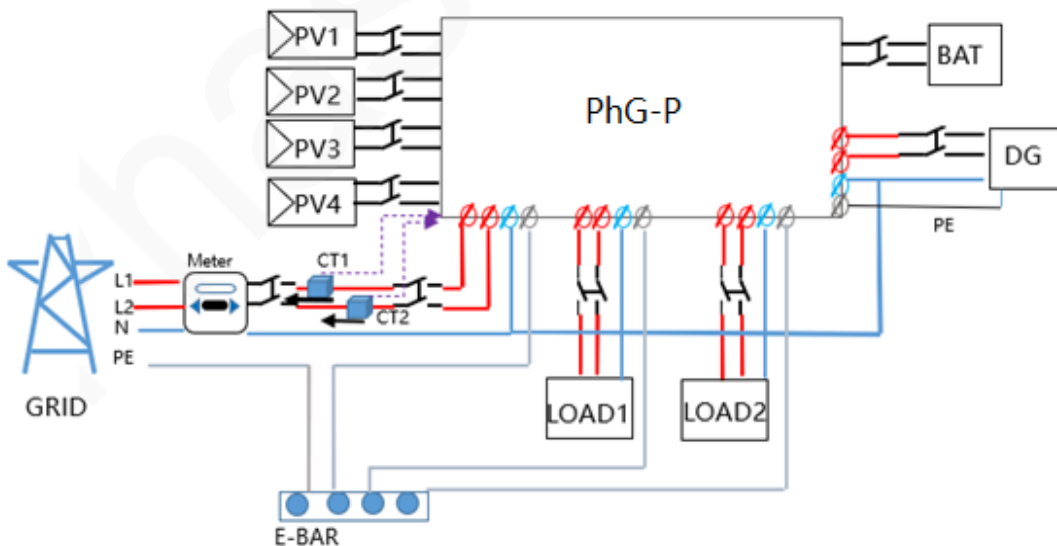 PV1
PV2
PV3
PV4
PhG-P
BAT
DG
PE
Meter
CT1
CT2
L1
L2
N
PE
GRID
LOAD1
LOAD2
E-BAR